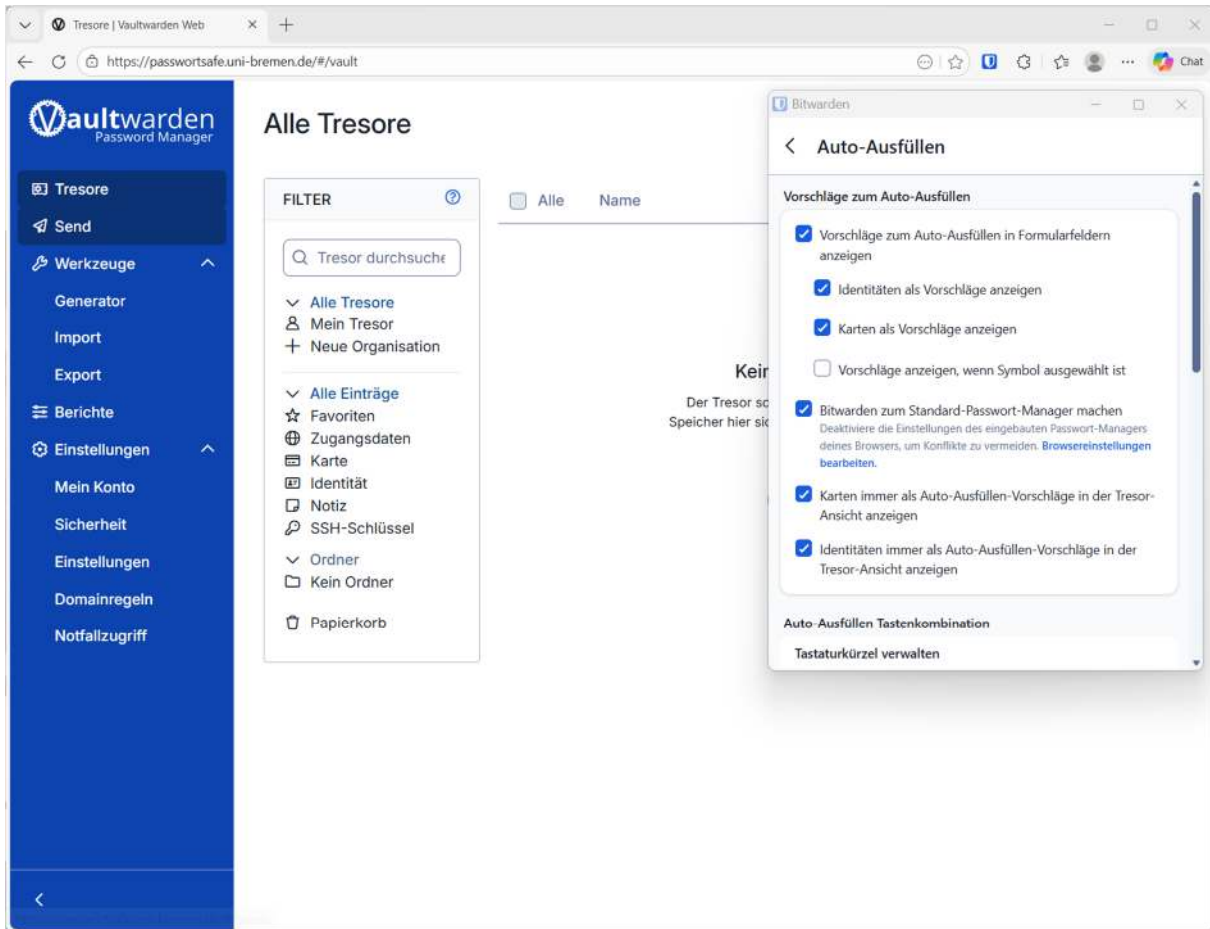 Tresore | Vaultwarden Web
https://passwortsafe.uni-bremen.de/#/vault
Chat
Vaultwarden
Password Manager
Tresore
Send
Werkzeuge
Generator
Import
Export
Berichte
Einstellungen
Mein Konto
Sicherheit
Einstellungen
Domainregeln
Notfallzugriff
Alle Tresore
FILTER
Tresor durchsuche
Alle Tresore
Mein Tresor
Neue Organisation
Alle Einträge
Favoriten
Zugangsdaten
Karte
Identität
Notiz
SSH-Schlüssel
Ordner
Kein Ordner
Papierkorb
Alle Name
Kein
Der Tresor sc
Speicher hier sic
Bitwarden
Auto-Ausfüllen
Vorschläge zum Auto-Ausfüllen
Vorschläge zum Auto-Ausfüllen in Formularfeldern
anzeigen
Identitäten als Vorschläge anzeigen
Karten als Vorschläge anzeigen
Vorschläge anzeigen, wenn Symbol ausgewählt ist
Bitwarden zum Standard-Passwort-Manager machen
Deaktiviere die Einstellungen des eingebauten Passwort-Managers
deines Browsers, um Konflikte zu vermeiden. Browsereinstellungen
bearbeiten.
Karten immer als Auto-Ausfüllen-Vorschläge in der Tresor-
Ansicht anzeigen
Identitäten immer als Auto-Ausfüllen-Vorschläge in der
Tresor-Ansicht anzeigen
Auto-Ausfüllen Tastenkombination
Tastaturkürzel verwalten